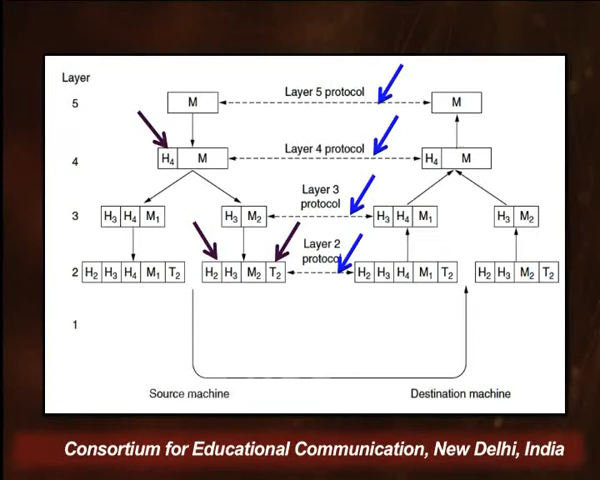 Layer
5 M Layer 5 protocol M
4 H4 M Layer 4 protocol H4 M
Layer 3
protocol
3 H3 H4 M1 H3 M2 H3 H4 M1 H3 M2
Layer 2
protocol
2 H2 H3 H4 M1 T2 H2 H3 M2 T2 H2 H3 H4 M1 T2 H2 H3 M2 T2
1
Source machine Destination machine
Consortium for Educational Communication, New Delhi, India